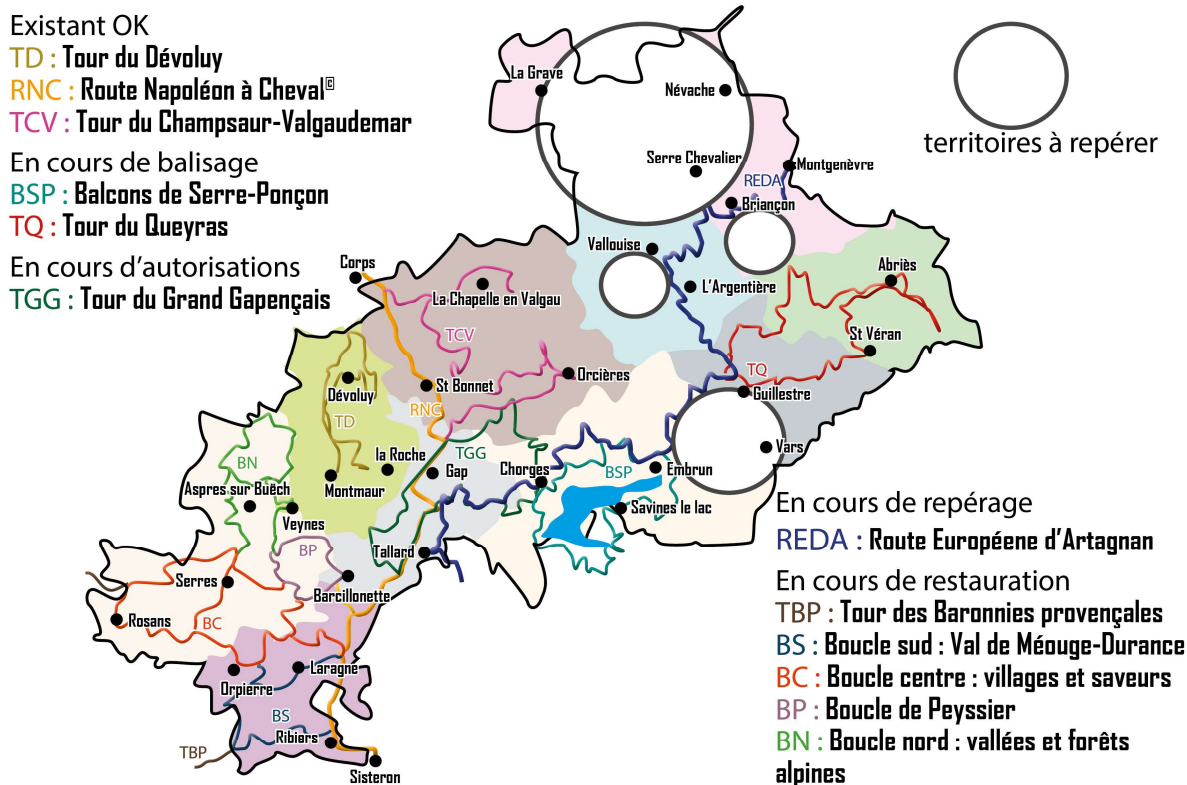 Existant OK
TD : Tour du Dévoluy
RNC : Route Napoléon à Cheval©
TCV : Tour du Champsaur-Valgaudemar
En cours de balisage
BSP : Balcons de Serre-Ponçon
TQ : Tour du Queyras
En cours d'autorisations
TGG : Tour du Grand Gapençais
territoires à repérer
La Grave
Névache
Serre Chevalier
Montgenèvre
REDA
Briançon
Vallouise
Corps
Abriès
La Chapelle en Valgau
L'Argentière
TCV
St Véran
TQ
Orcières
Dévoluy
St Bonnet
Guillestre
RNC
TD
Vars
TGG
la Roche
BN
Gap
Chorges
BSP
Embrun
Montmaur
Aspres sur Buëch
Veynes
Savines le lac
BP
Tallard
Serres
Barcillonette
Rosans
BC
Laragne
Orpierre
BS
Ribiers
TBP
Sisteron
En cours de repérage
REDA : Route Européene d'Artagnan
En cours de restauration
TBP : Tour des Baronnies provençales
BS : Boucle sud : Val de Méouge-Durance
BC : Boucle centre : villages et saveurs
BP : Boucle de Peyssier
BN : Boucle nord : vallées et forêts
alpines